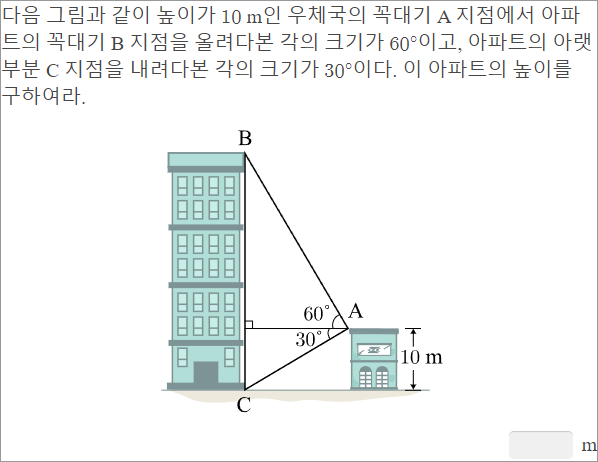 다음 그림과 같이 높이가 10 m인 우체국의 꼭대기 A 지점에서 아파
트의 꼭대기 B 지점을 올려다본 각의 크기가 60°이고, 아파트의 아랫
부분 C 지점을 내려다본 각의 크기가 30°이다. 이 아파트의 높이를
구하여라.
B
60°
A
30°
10 m
C
m